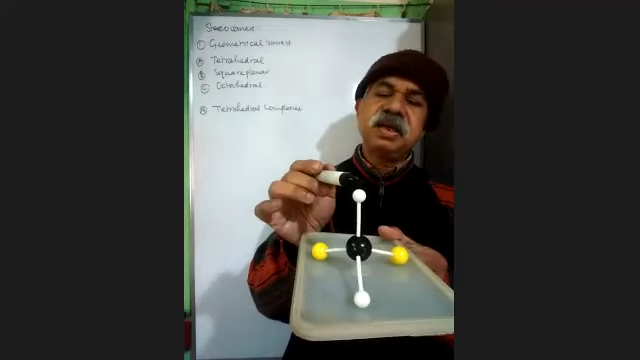 Stereoisomers
① Geometrical Isomers
Ⓐ Tetrahedral
Ⓑ Squareplanar
Ⓒ Octahedral.
Ⓐ Tetrahedral Complexes